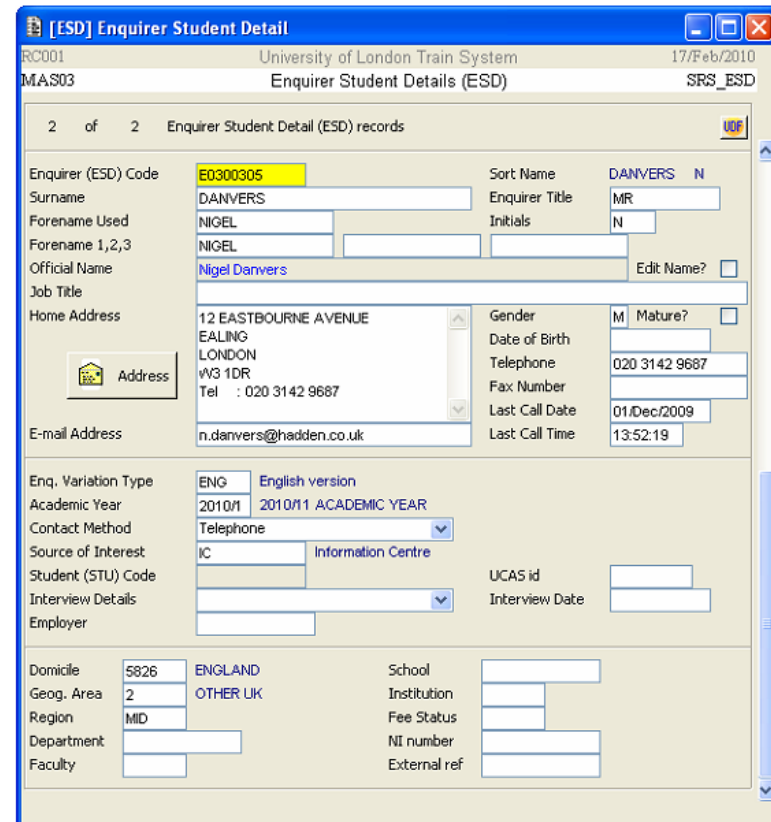 [ESD] Enquirer Student Detail
RC001 University of London Train System 17/Feb/2010
MAS03 Enquirer Student Details (ESD) SRS_ESD
2 of 2 Enquirer Student Detail (ESD) records UDF
Enquirer (ESD) Code E0300305 Sort Name DANVERS N
Surname DANVERS Enquirer Title MR
Forename Used NIGEL Initials N
Forename 1,2,3 NIGEL
Official Name Nigel Danvers Edit Name?
Job Title
Home Address 12 EASTBOURNE AVENUE Gender M Mature?
EALING Date of Birth
LONDON Telephone 020 3142 9687
W3 1DR Fax Number
Address Tel : 020 3142 9687 Last Call Date 01/Dec/2009
E-mail Address n.danvers@hadden.co.uk Last Call Time 13:52:19
Enq. Variation Type ENG English version
Academic Year 2010/1 2010/11 ACADEMIC YEAR
Contact Method Telephone
Source of Interest IC Information Centre
Student (STU) Code UCAS id
Interview Details Interview Date
Employer
Domicile 5826 ENGLAND School
Geog. Area 2 OTHER UK Institution
Region MID Fee Status
Department NI number
Faculty External ref